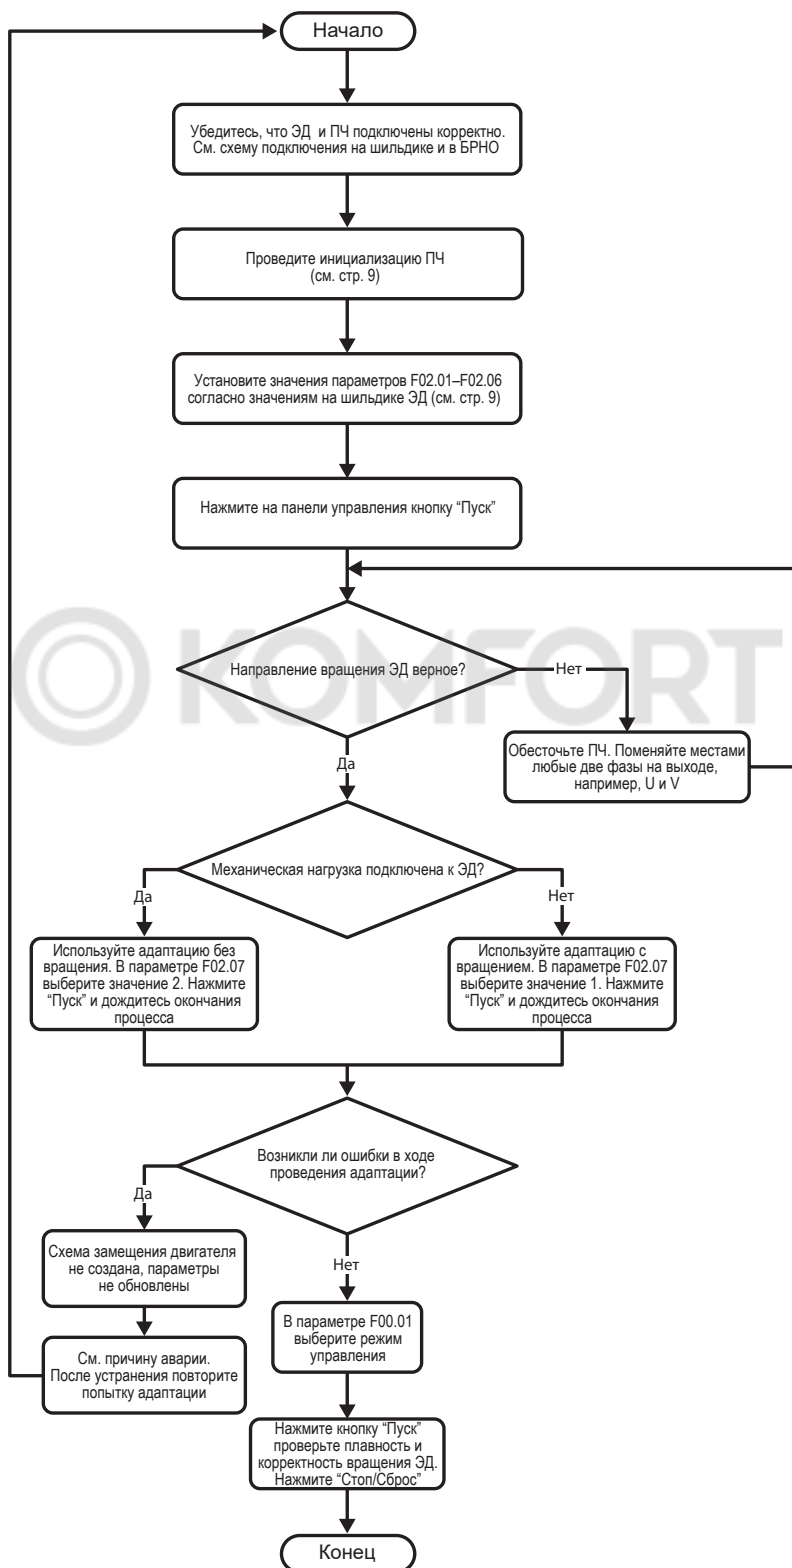 Начало
Убедитесь, что ЭД и ПЧ подключены корректно.
См. схему подключения на шильдике и в БРНО
Проведите инициализацию ПЧ
(см. стр. 9)
Установите значения параметров F02.01–F02.06
согласно значениям на шильдике ЭД (см. стр. 9)
Нажмите на панели управления кнопку “Пуск”
KOMFORT
Направление вращения ЭД верное?
Нет
Обесточьте ПЧ. Поменяйте местами
любые две фазы на выходе,
например, U и V
Да
Механическая нагрузка подключена к ЭД?
Да
Нет
Используйте адаптацию без
вращения. В параметре F02.07
выберите значение 2. Нажмите
“Пуск” и дождитесь окончания
процесса
Используйте адаптацию с
вращением. В параметре F02.07
выберите значение 1. Нажмите
“Пуск” и дождитесь окончания
процесса
Возникли ли ошибки в ходе
проведения адаптации?
Да
Схема замещения двигателя
не создана, параметры
не обновлены
См. причину аварии.
После устранения повторите
попытку адаптации
Нет
В параметре F00.01
выберите режим
управления
Нажмите кнопку “Пуск”
проверьте плавность и
корректность вращения ЭД.
Нажмите “Стоп/Сброс”
Конец